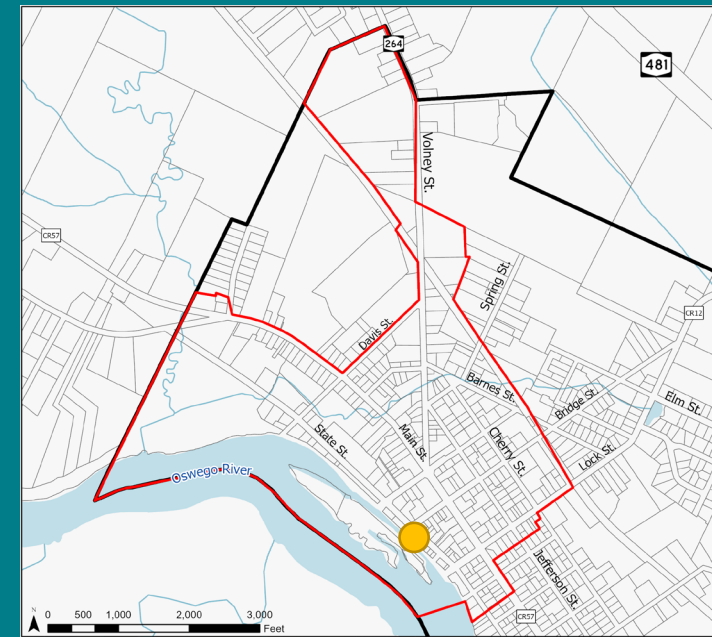 264
481
Volney St.
CR57
Spring St.
CR12
Davis St.
Barnes St.
Bridge St.
Elm St.
State St.
Main St.
Cherry St.
Lock St.
Oswego River
Jefferson St.
CR57
N
0 500 1,000 2,000 3,000
Feet